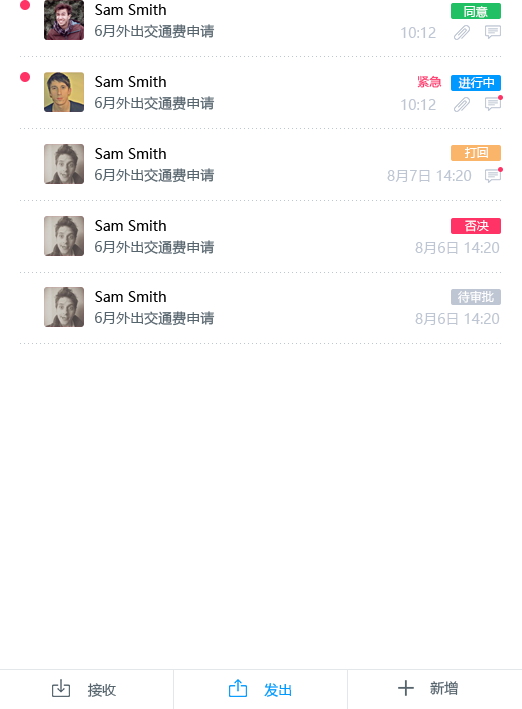 Sam Smith 同意
6月外出交通费申请 10:12
Sam Smith 紧急 进行中
6月外出交通费申请 10:12
Sam Smith 打回
6月外出交通费申请 8月7日 14:20
Sam Smith 否决
6月外出交通费申请 8月6日 14:20
Sam Smith 待审批
6月外出交通费申请 8月6日 14:20
接收 发出 新增